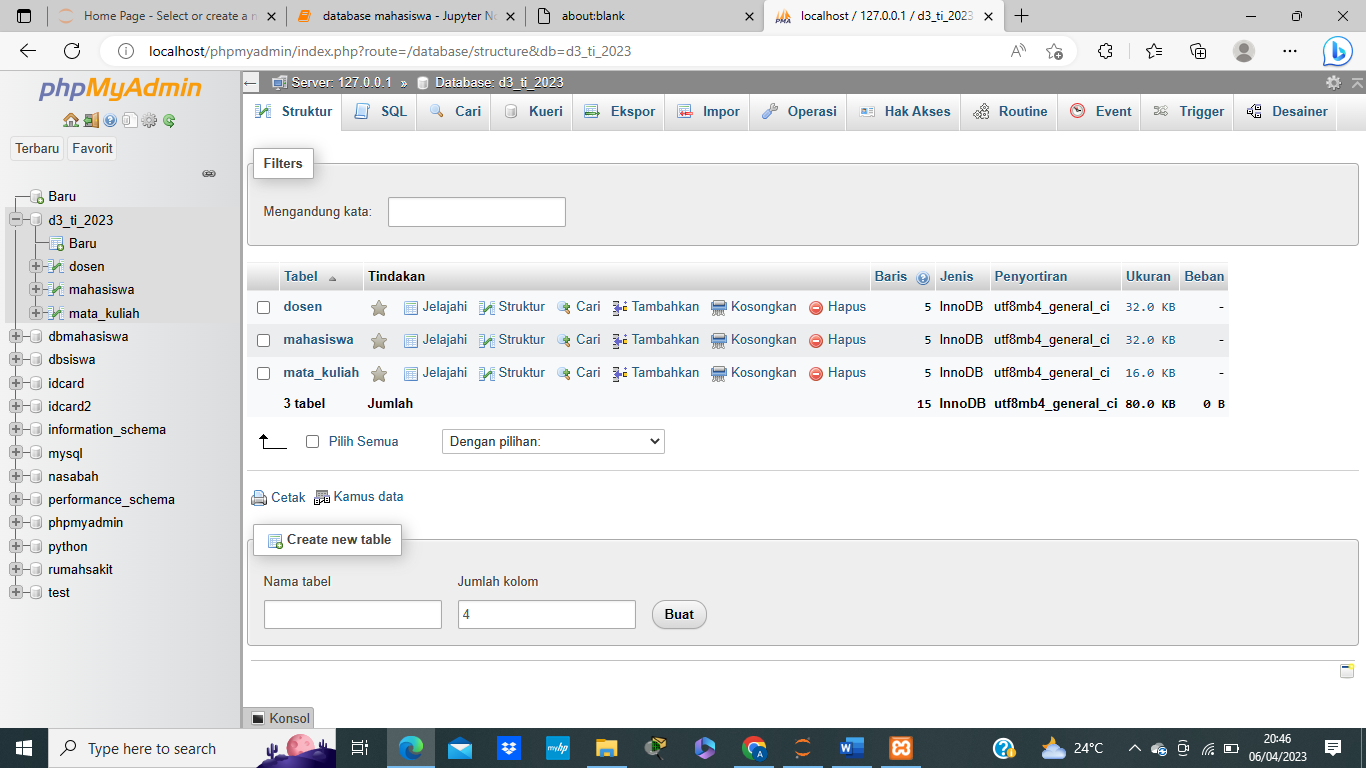 Home Page - Select or create a n
database mahasiswa - Jupyter No
about:blank
localhost / 127.0.0.1 / d3_ti_2023
localhost/phpmyadmin/index.php?route=/database/structure&db=d3_ti_2023
phpMyAdmin
Server: 127.0.0.1 » Database: d3_ti_2023
Struktur SQL Cari Kueri Ekspor Impor Operasi Hak Akses Routine Event Trigger Desainer
Terbaru Favorit
Baru
d3_ti_2023
Baru
dosen
mahasiswa
mata_kuliah
dbmahasiswa
dbsiswa
idcard
idcard2
information_schema
mysql
nasabah
performance_schema
phpmyadmin
python
rumahsakit
test
Filters
Mengandung kata:
Tabel Tindakan Baris Jenis Penyortiran Ukuran Beban
dosen Jelajahi Struktur Cari Tambahkan Kosongkan Hapus 5 InnoDB utf8mb4_general_ci 32.0 KB -
mahasiswa Jelajahi Struktur Cari Tambahkan Kosongkan Hapus 5 InnoDB utf8mb4_general_ci 32.0 KB -
mata_kuliah Jelajahi Struktur Cari Tambahkan Kosongkan Hapus 5 InnoDB utf8mb4_general_ci 16.0 KB -
3 tabel Jumlah 15 InnoDB utf8mb4_general_ci 80.0 KB 0 B
Pilih Semua Dengan pilihan:
Cetak Kamus data
Create new table
Nama tabel Jumlah kolom
4 Buat
Konsol
Type here to search
24°C
20:46
06/04/2023